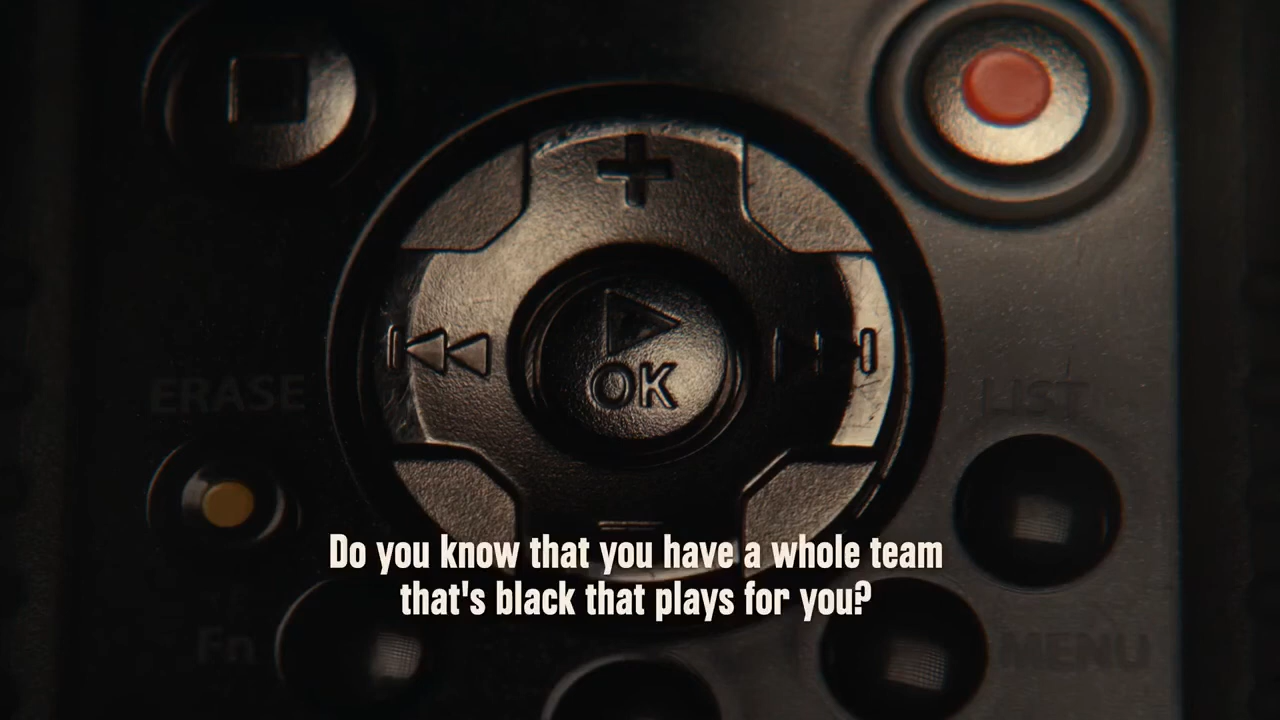 OK
ERASE
LIST
Do you know that you have a whole team
that's black that plays for you?
Fn
MENU